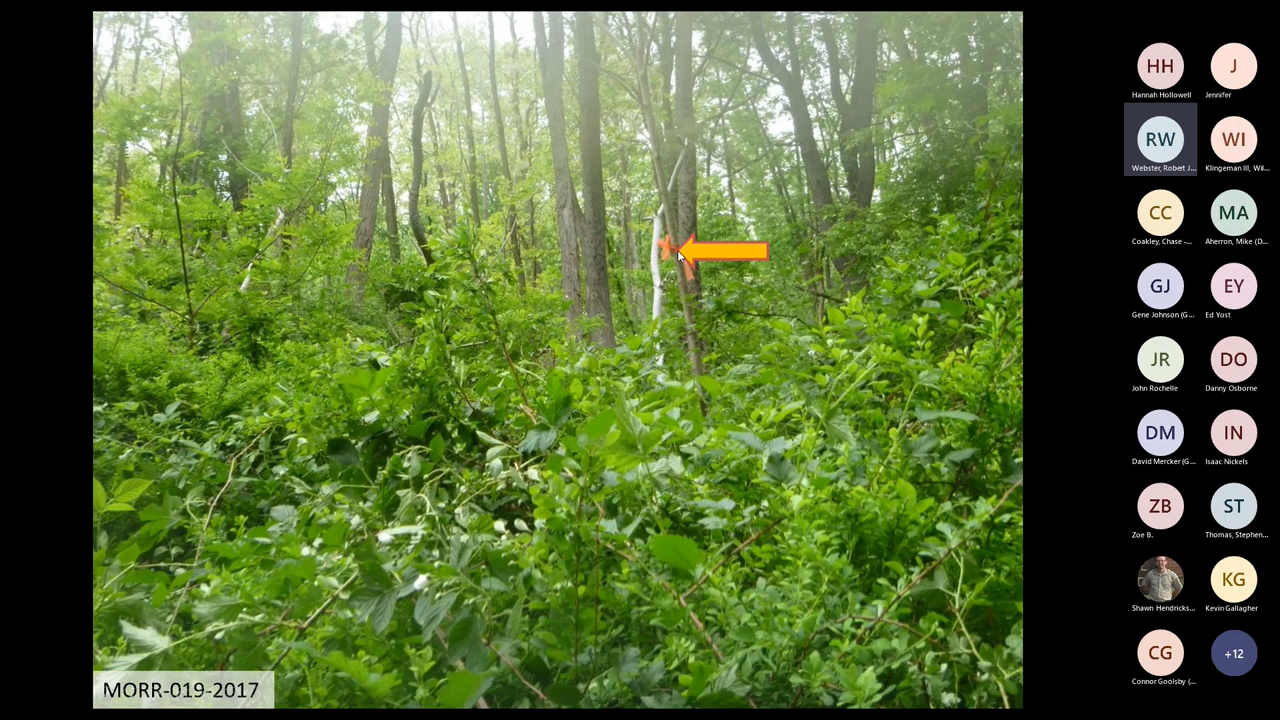 HH
J
Hannah Hollowell
Jennifer
RW
WI
Webster, Robert J...
Klingeman III, Wil...
CC
MA
Coakley, Chase -...
Aherron, Mike (D...
GJ
EY
Gene Johnson (G...
Ed Yost
JR
DO
John Rochelle
Danny Osborne
DM
IN
David Mercker (G...
Isaac Nickels
ZB
ST
Zoe B.
Thomas, Stephen...
KG
Shawn Hendricks...
Kevin Gallagher
CG
+12
Connor Goolsby (...
MORR-019-2017